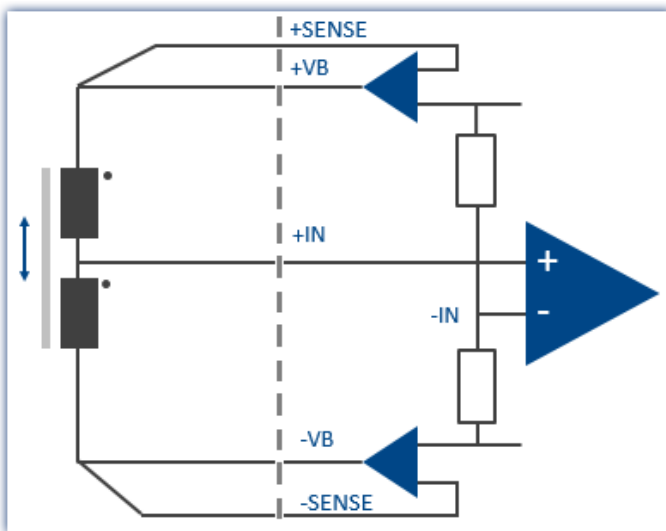 +SENSE
+VB
+IN
+
-IN
-
-VB
-SENSE